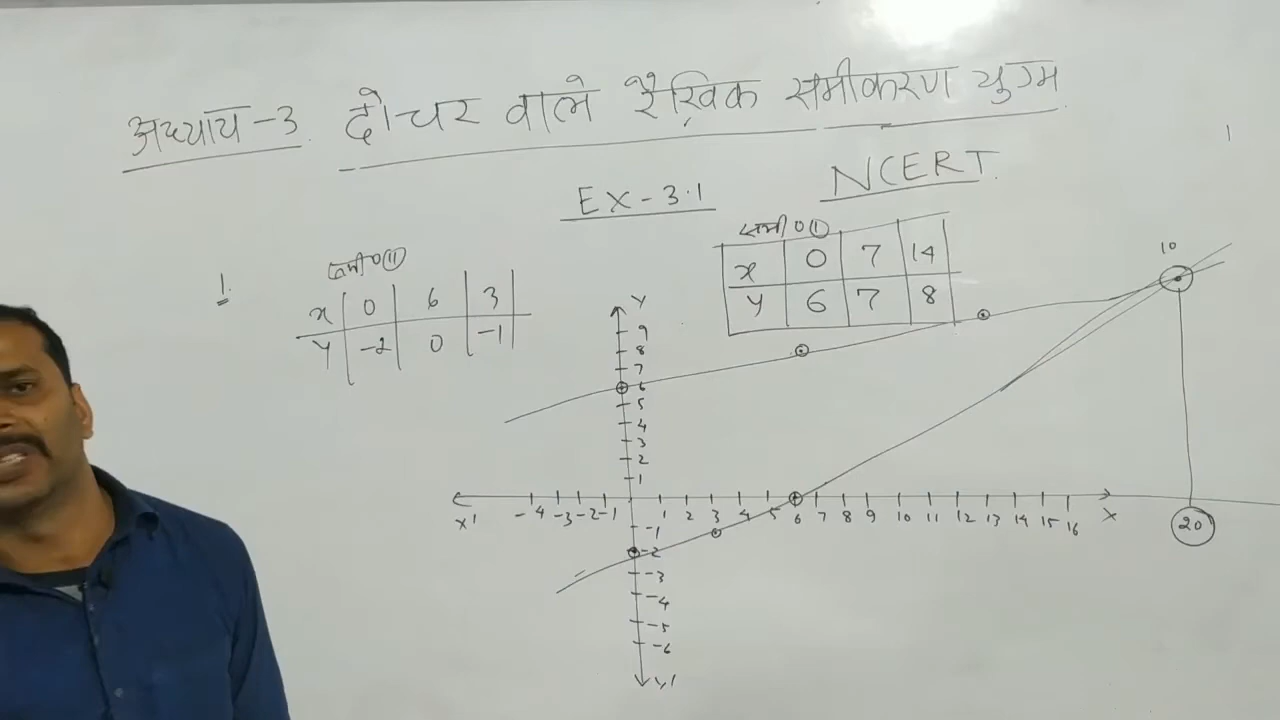 अध्याय -3. दो चर वाले रैखिक समीकरण युग्म
NCERT.
EX-3.1
समी० (1)
x 0 7 14
y 6 7 8
1.
समी० (11)
x 0 6 3
y -2 0 -1
10
Y
9
8
7
6
5
4
3
2
1
x' -4 -3 -2 -1 1 2 3 4 5 6 7 8 9 10 11 12 13 14 15 16 X
20
-1
-2
-3
-4
-5
-6
y'